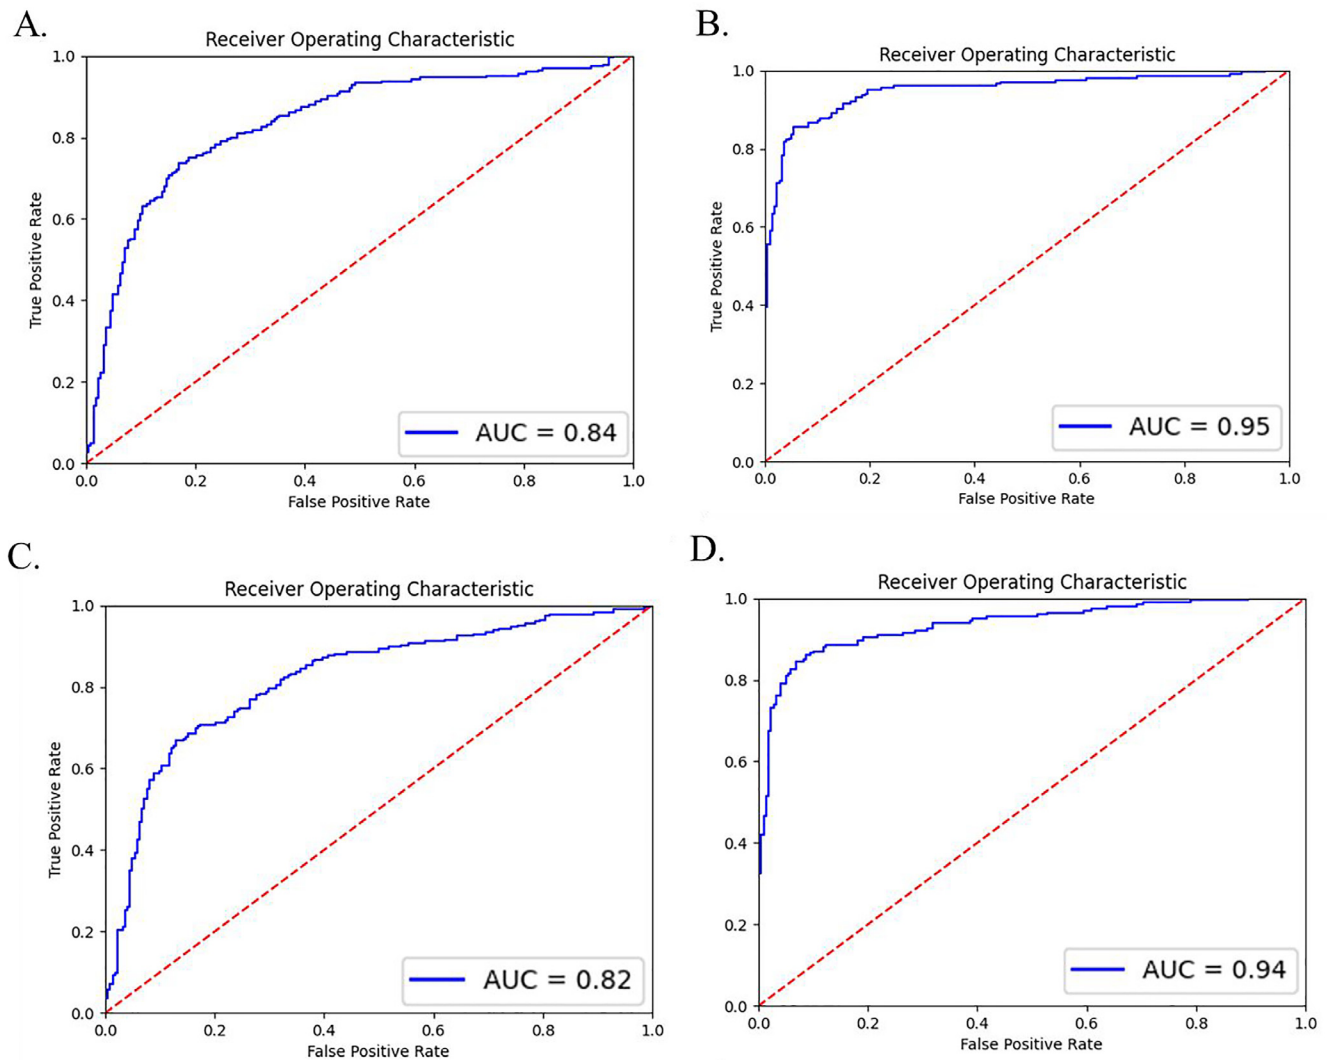 A.
Receiver Operating Characteristic
1.0
0.8
0.6
0.4
0.2
0.0
True Positive Rate
AUC = 0.84
0.0 0.2 0.4 0.6 0.8 1.0
False Positive Rate
B.
Receiver Operating Characteristic
1.0
0.8
0.6
0.4
0.2
0.0
True Positive Rate
AUC = 0.95
0.0 0.2 0.4 0.6 0.8 1.0
False Positive Rate
C.
Receiver Operating Characteristic
1.0
0.8
0.6
0.4
0.2
0.0
True Positive Rate
AUC = 0.82
0.0 0.2 0.4 0.6 0.8 1.0
False Positive Rate
D.
Receiver Operating Characteristic
1.0
0.8
0.6
0.4
0.2
0.0
AUC = 0.94
0.0 0.2 0.4 0.6 0.8 1.0
False Positive Rate